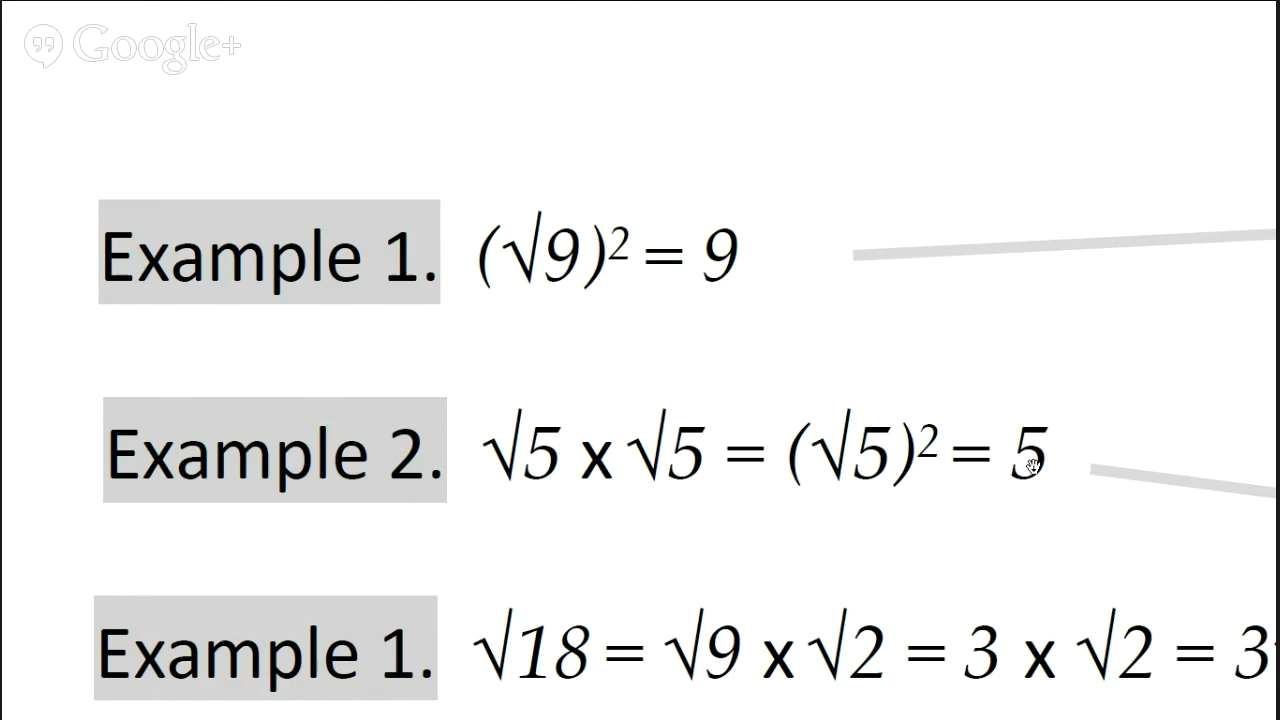 Google+
Example 1. (√9)² = 9
Example 2. √5 x √5 = (√5)² = 5
Example 1. √18 = √9 x √2 = 3 x √2 = 3